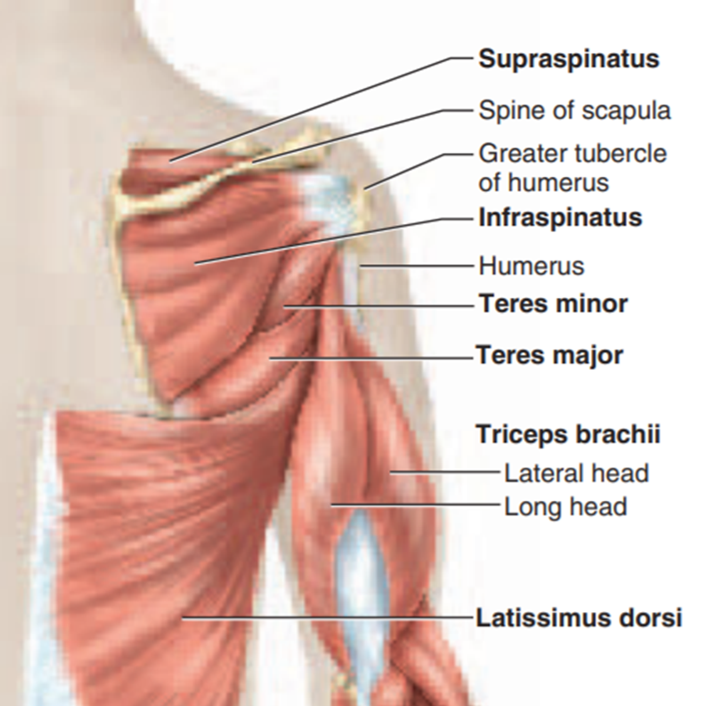 Supraspinatus
Spine of scapula
Greater tubercle
of humerus
Infraspinatus
Humerus
Teres minor
Teres major
Triceps brachii
Lateral head
Long head
Latissimus dorsi